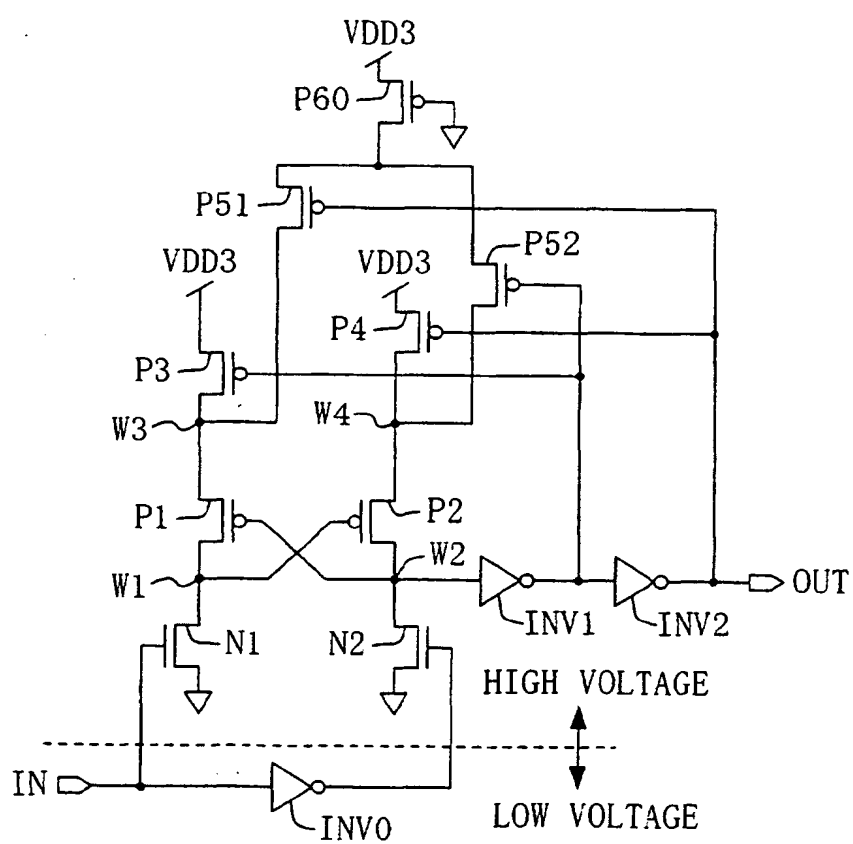 VDD3
P60
P51
P52
VDD3
VDD3
P4
P3
W3
W4
P1
P2
W2
W1
OUT
N1
N2
INV1
INV2
HIGH VOLTAGE
IN
INV0
LOW VOLTAGE